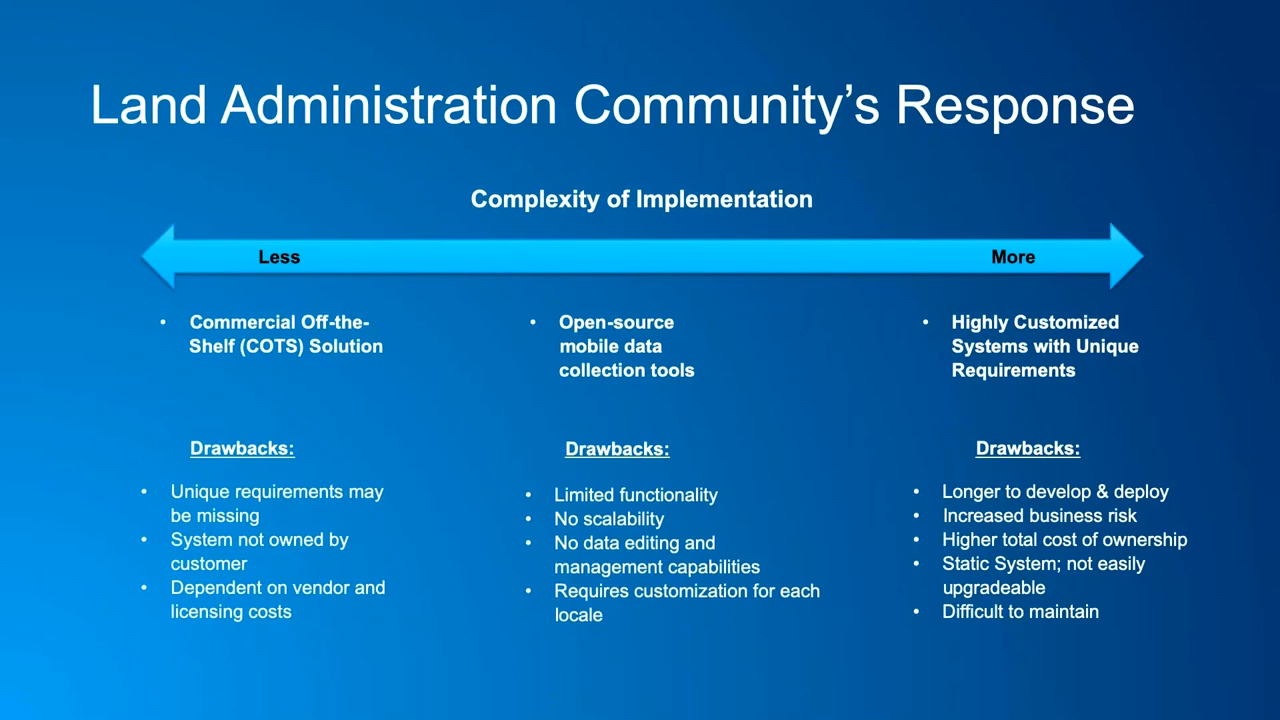 Land Administration Community’s Response
Complexity of Implementation
Less
More
• Commercial Off-the-
Shelf (COTS) Solution
• Open-source
mobile data
collection tools
• Highly Customized
Systems with Unique
Requirements
Drawbacks:
• Unique requirements may
be missing
• System not owned by
customer
• Dependent on vendor and
licensing costs
Drawbacks:
• Limited functionality
• No scalability
• No data editing and
management capabilities
• Requires customization for each
locale
Drawbacks:
• Longer to develop & deploy
• Increased business risk
• Higher total cost of ownership
• Static System; not easily
upgradeable
• Difficult to maintain